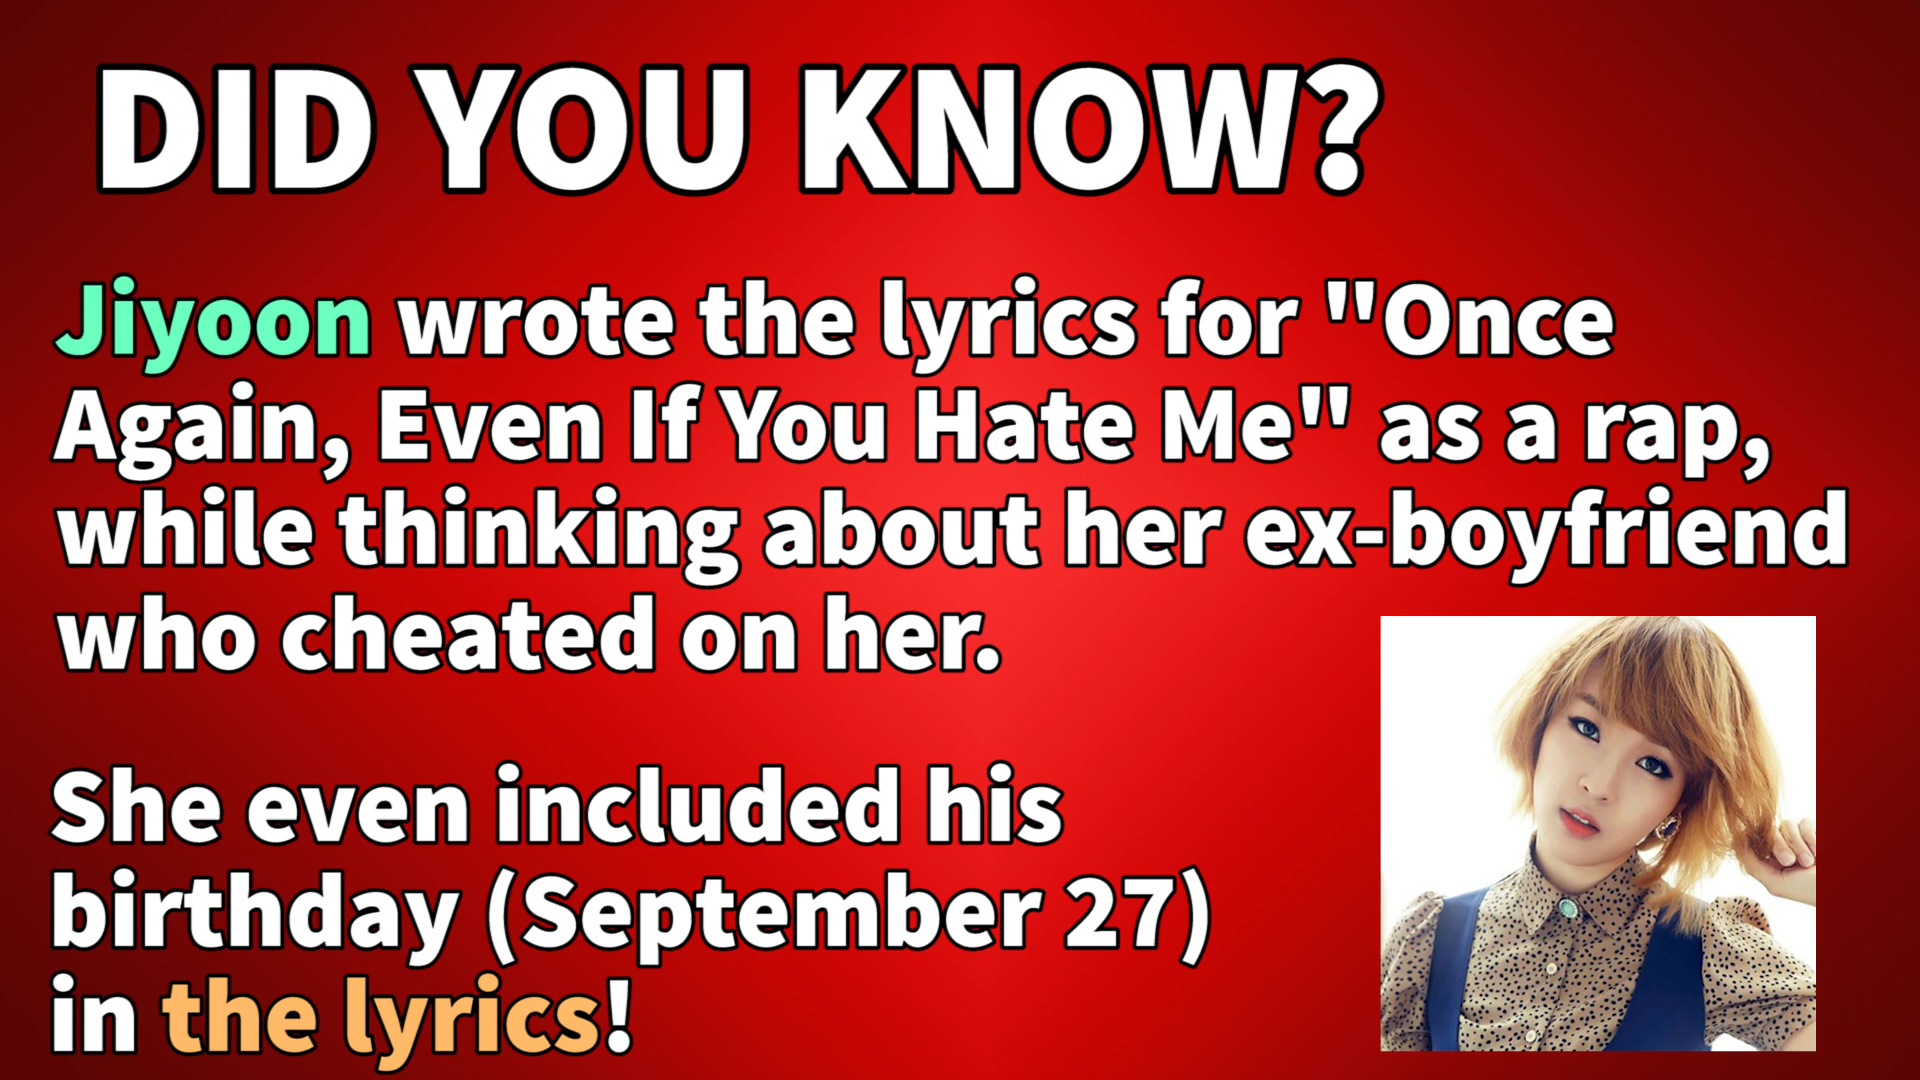 DID YOU KNOW?
Jiyoon wrote the lyrics for "Once
Again, Even If You Hate Me" as a rap,
while thinking about her ex-boyfriend
who cheated on her.
She even included his
birthday (September 27)
in the lyrics!